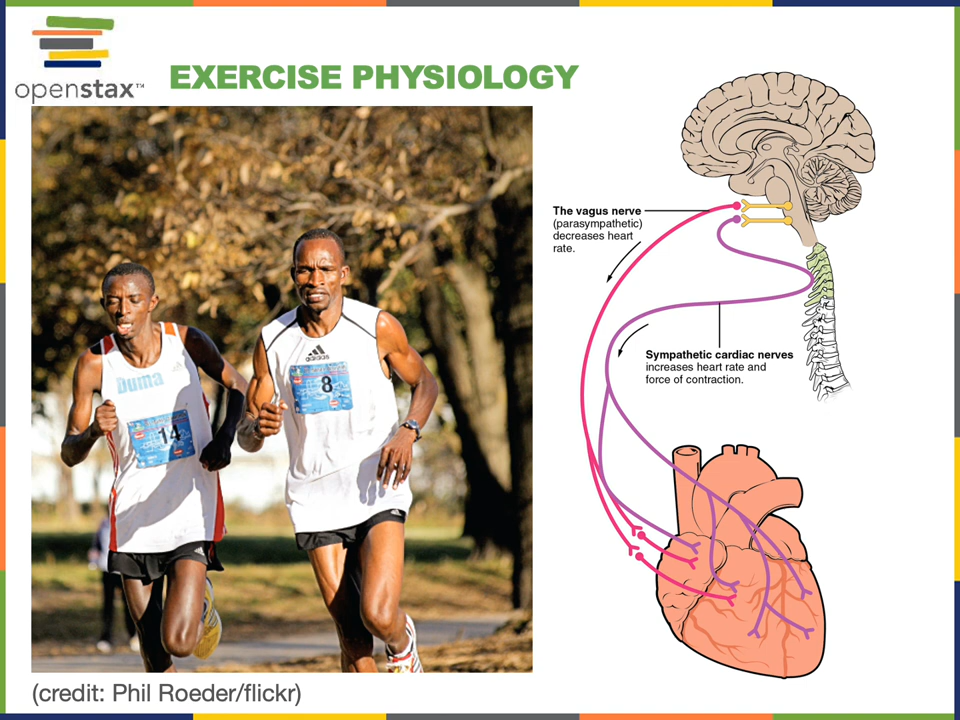 openstax™
EXERCISE PHYSIOLOGY
Duma
14
adidas
8
The vagus nerve
(parasympathetic)
decreases heart
rate.
Sympathetic cardiac nerves
increases heart rate and
force of contraction.
(credit: Phil Roeder/flickr)